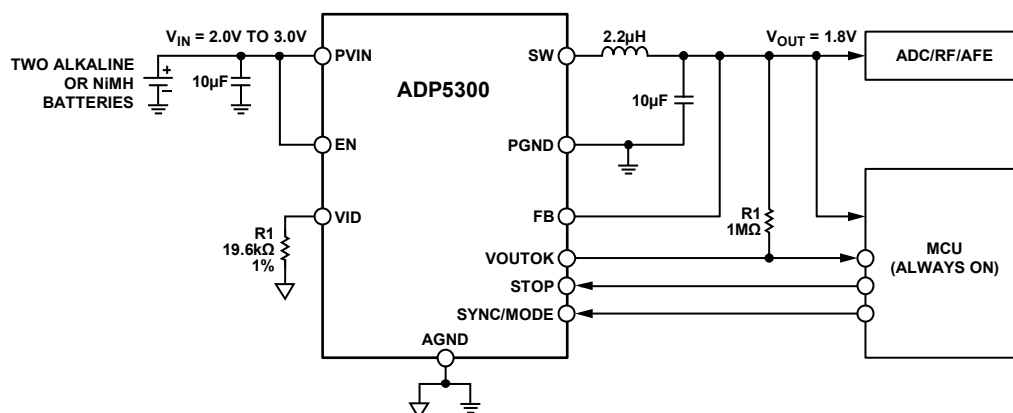 VIN = 2.0V TO 3.0V
PVIN
SW
2.2µH
VOUT = 1.8V
ADC/RF/AFE
TWO ALKALINE
OR NiMH
BATTERIES
+
–
10µF
ADP5300
10µF
EN
PGND
VID
FB
R1
19.6kΩ
1%
R1
1MΩ
MCU
(ALWAYS ON)
VOUTOK
STOP
SYNC/MODE
AGND